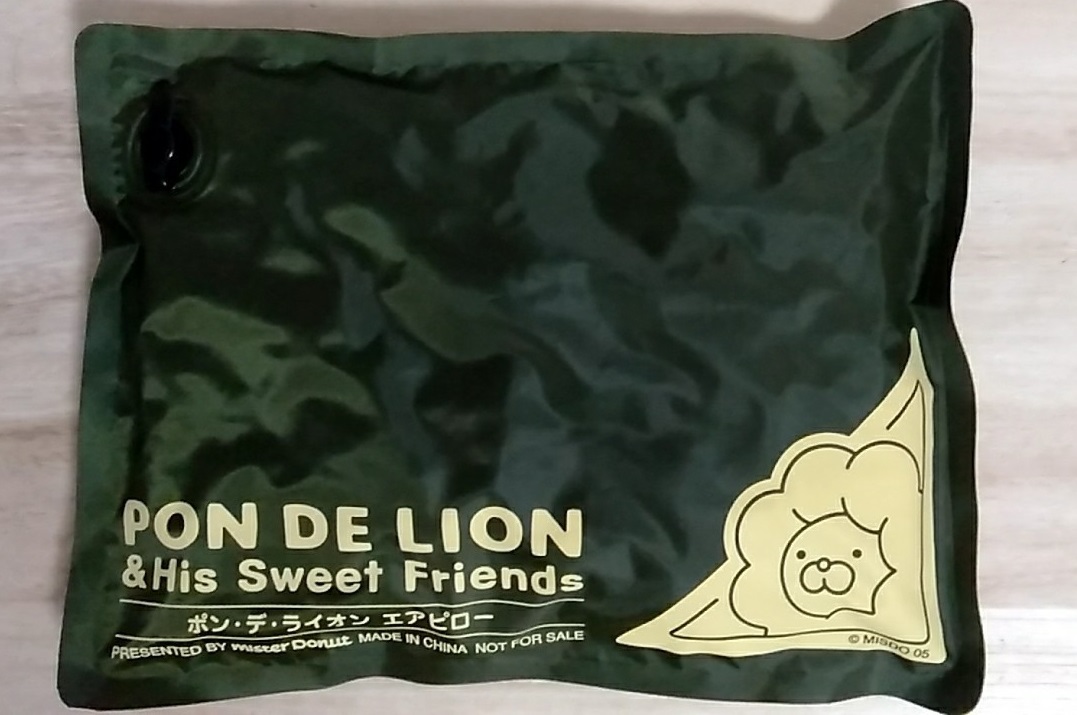 PON DE LION
& His Sweet Friends
ポン・デ・ライオン エアピロー
PRESENTED BY mister Donut MADE IN CHINA NOT FOR SALE
© MISDO 05